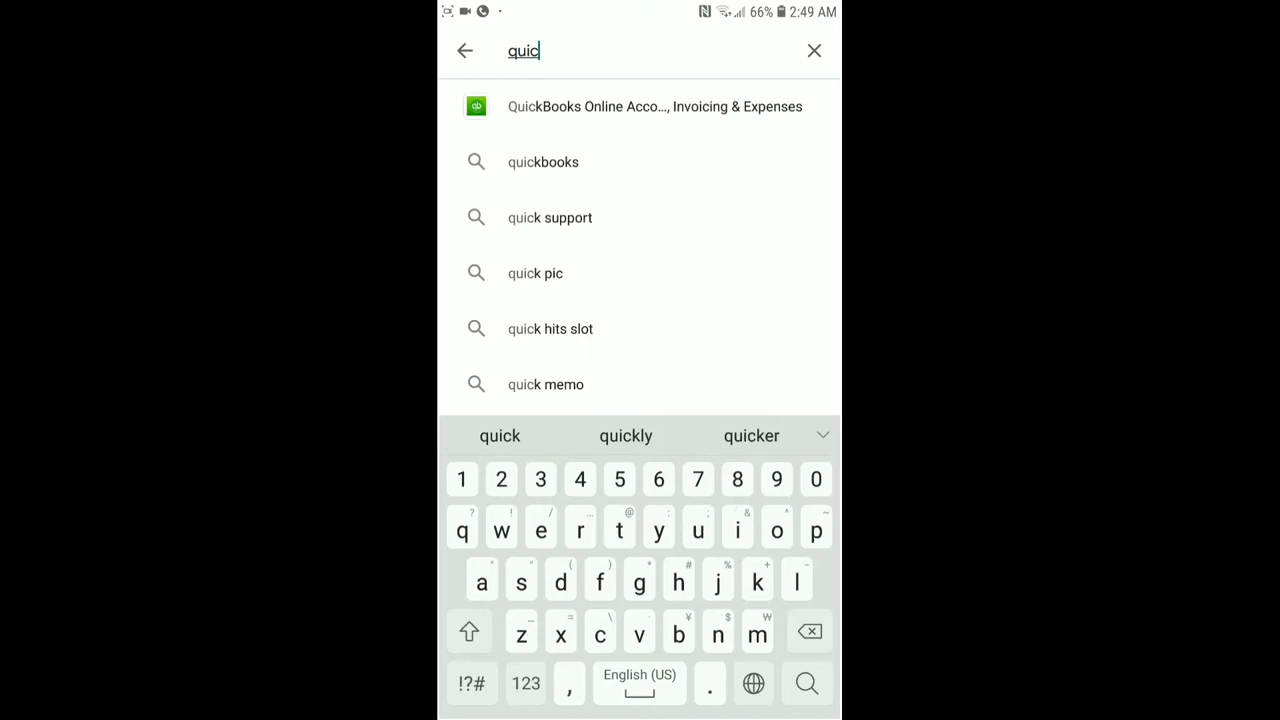 66% 2:49 AM
quic
qb QuickBooks Online Acco..., Invoicing & Expenses
quickbooks
quick support
quick pic
quick hits slot
quick memo
quick quickly quicker
1 2 3 4 5 6 7 8 9 0
q w e r t y u i o p
a s d f g h j k l
z x c v b n m
!?# 123 , English (US) .